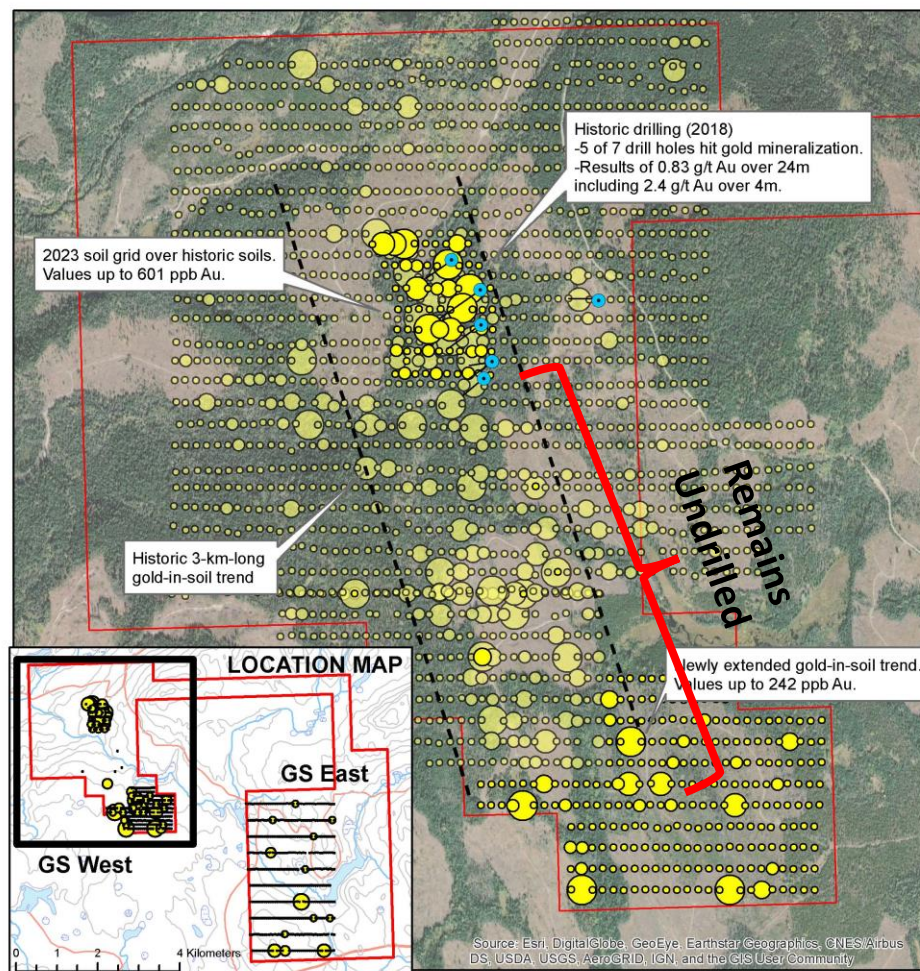 Historic drilling (2018)
-5 of 7 drill holes hit gold mineralization.
-Results of 0.83 g/t Au over 24m
including 2.4 g/t Au over 4m.
2023 soil grid over historic soils.
Values up to 601 ppb Au.
Remains
Undrilled
Historic 3-km-long
gold-in-soil trend
Newly extended gold-in-soil trend.
Values up to 242 ppb Au.
LOCATION MAP
GS East
GS West
0 2 4 Kilometers
Source: Esri, DigitalGlobe, GeoEye, Earthstar Geographics, CNES/Airbus
DS, USDA, USGS, AeroGRID, IGN, and the GIS User Community